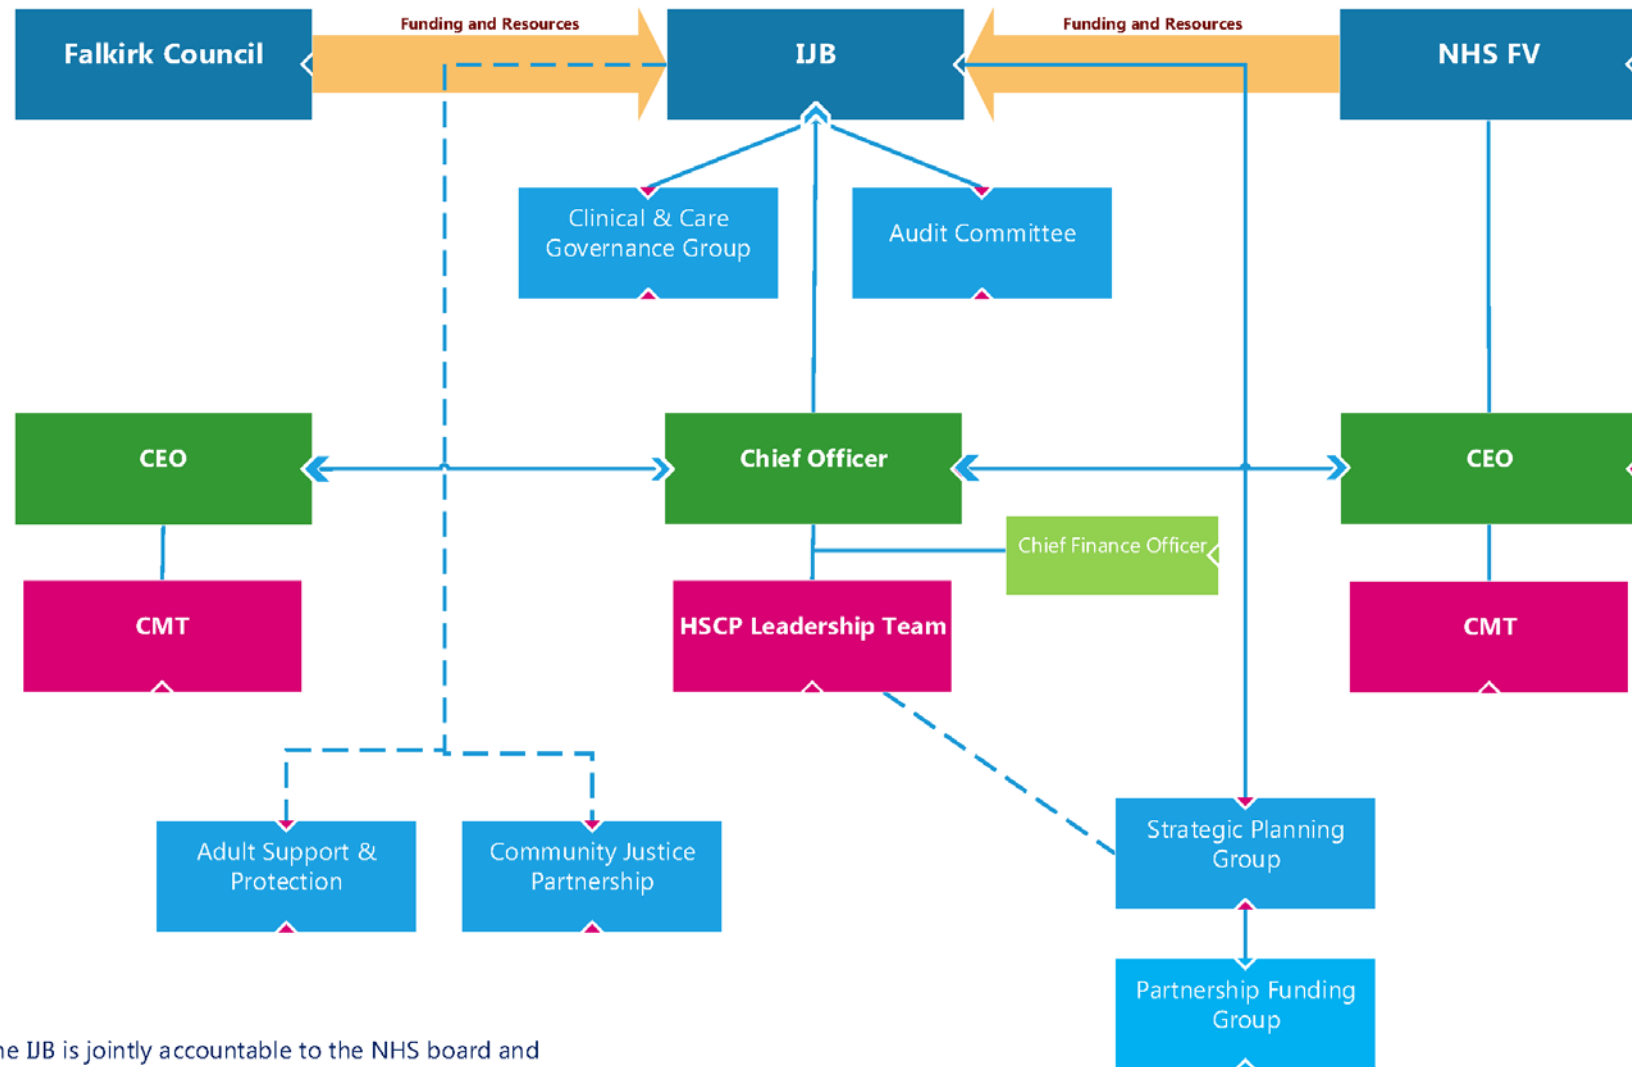 Funding and Resources
Funding and Resources
Falkirk Council
IJB
NHS FV
Clinical & Care
Governance Group
Audit Committee
CEO
Chief Officer
CEO
Chief Finance Officer
CMT
HSCP Leadership Team
CMT
Adult Support &
Protection
Community Justice
Partnership
Strategic Planning
Group
Partnership Funding
Group
he IJB is jointly accountable to the NHS board and